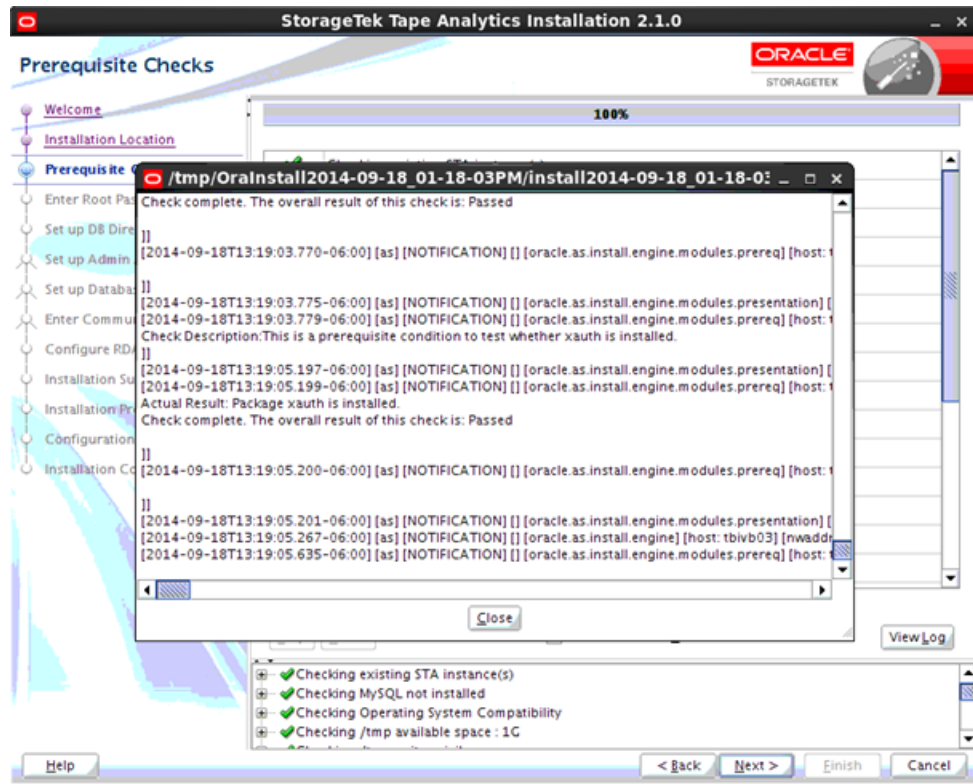 StorageTek Tape Analytics Installation 2.1.0
Prerequisite Checks
ORACLE
STORAGETEK
Welcome
Installation Location
Prerequisite
Enter Root Pas
Set up DB Dire
Set up Admin
Set up Databa
Enter Commu
Configure RDA
Installation Su
Installation Pr
Configuration
Installation Co
100%
/tmp/OraInstall2014-09-18_01-18-03PM/install2014-09-18_01-18-03
Check complete. The overall result of this check is: Passed
]]
[2014-09-18T13:19:03.770-06:00] [as] [NOTIFICATION] [] [oracle.as.install.engine.modules.prereq] [host: t
]]
[2014-09-18T13:19:03.775-06:00] [as] [NOTIFICATION] [] [oracle.as.install.engine.modules.presentation] [
[2014-09-18T13:19:03.779-06:00] [as] [NOTIFICATION] [] [oracle.as.install.engine.modules.prereq] [host: t
Check Description:This is a prerequisite condition to test whether xauth is installed.
]]
[2014-09-18T13:19:05.197-06:00] [as] [NOTIFICATION] [] [oracle.as.install.engine.modules.presentation] [
[2014-09-18T13:19:05.199-06:00] [as] [NOTIFICATION] [] [oracle.as.install.engine.modules.prereq] [host: t
Actual Result: Package xauth is installed.
Check complete. The overall result of this check is: Passed
]]
[2014-09-18T13:19:05.200-06:00] [as] [NOTIFICATION] [] [oracle.as.install.engine.modules.prereq] [host: t
]]
[2014-09-18T13:19:05.201-06:00] [as] [NOTIFICATION] [] [oracle.as.install.engine.modules.presentation] [
[2014-09-18T13:19:05.267-06:00] [as] [NOTIFICATION] [] [oracle.as.install.engine] [host: tbivb03] [nwaddr
[2014-09-18T13:19:05.635-06:00] [as] [NOTIFICATION] [] [oracle.as.install.engine.modules.prereq] [host: t
Close
View Log
Checking existing STA instance(s)
Checking MySQL not installed
Checking Operating System Compatibility
Checking /tmp available space : 1G
Help
< Back
Next >
Finish
Cancel